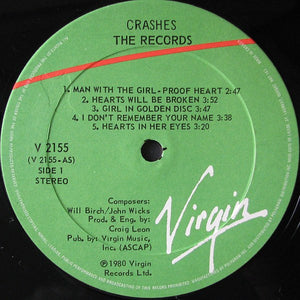 CRASHES
THE RECORDS
1. MAN WITH THE GIRL - PROOF HEART 2:47
2. HEARTS WILL BE BROKEN 3:52
3. GIRL IN GOLDEN DISC 3:52
4. I DON'T REMEMBER YOUR NAME 3:38
5. HEARTS IN HER EYES 3:20
V 2155
(V 2155-AS)
SIDE 1
STEREO
Composers:
Will Birch/John Wicks
Prod. & Eng. by:
Craig Leon
Pub. by: Virgin Music,
Inc. (ASCAP)
Virgin
℗1980 Virgin
Records Ltd.